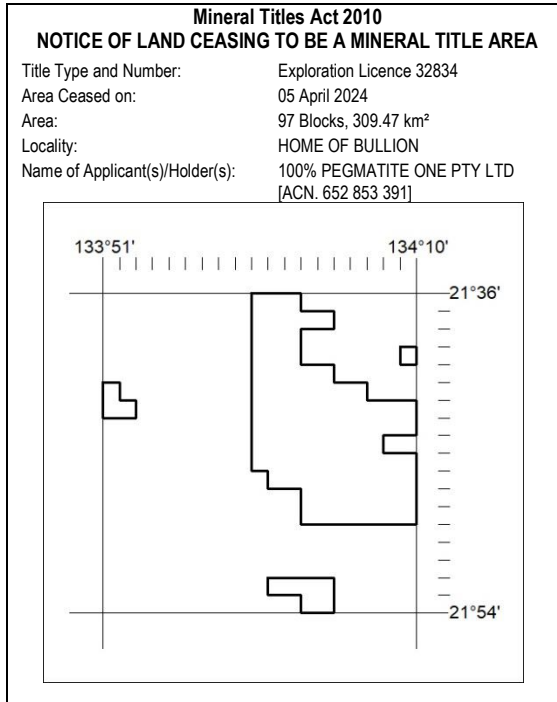 Mineral Titles Act 2010
NOTICE OF LAND CEASING TO BE A MINERAL TITLE AREA
Title Type and Number: Exploration Licence 32834
Area Ceased on: 05 April 2024
Area: 97 Blocks, 309.47 km²
Locality: HOME OF BULLION
Name of Applicant(s)/Holder(s): 100% PEGMATITE ONE PTY LTD
[ACN. 652 853 391]
133°51' 134°10'
21°36'
21°54'